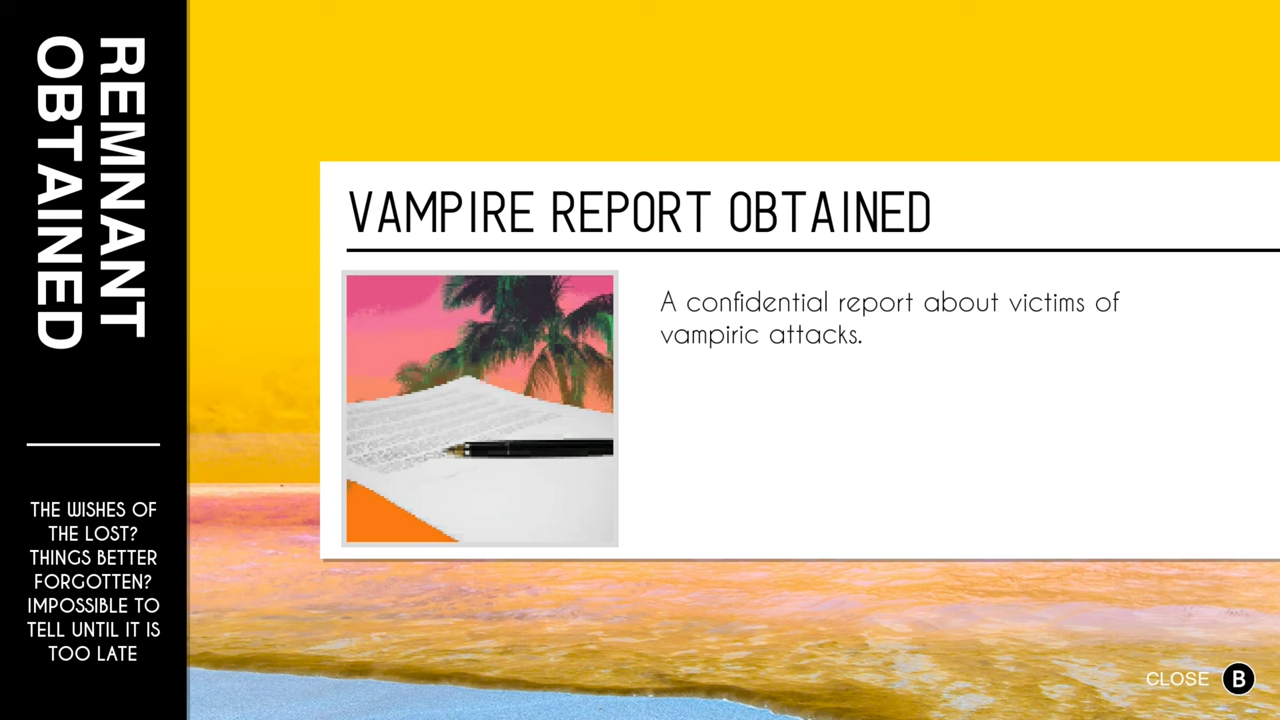 REMNANT
OBTAINED
THE WISHES OF
THE LOST?
THINGS BETTER
FORGOTTEN?
IMPOSSIBLE TO
TELL UNTIL IT IS
TOO LATE
VAMPIRE REPORT OBTAINED
A confidential report about victims of
vampiric attacks.
CLOSE B